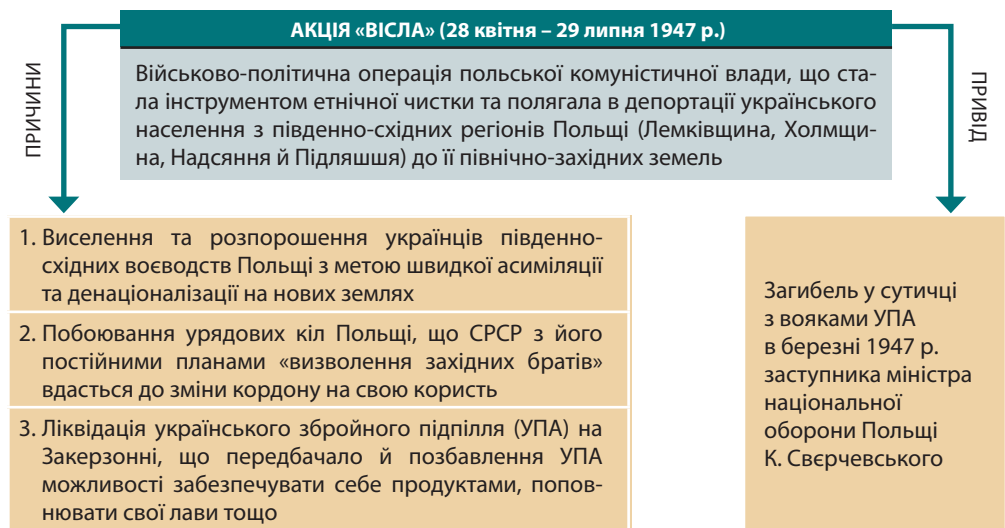 АКЦІЯ «ВІСЛА» (28 квітня – 29 липня 1947 р.)
Військово-політична операція польської комуністичної влади, що ста-
ла інструментом етнічної чистки та полягала в депортації українського
населення з південно-східних регіонів Польщі (Лемківщина, Холмщи-
на, Надсяння й Підляшшя) до її північно-західних земель
ПРИЧИНИ
ПРИВІД
1. Виселення та розпорошення українців південно-
східних воєводств Польщі з метою швидкої асиміляції
та денаціоналізації на нових землях
2. Побоювання урядових кіл Польщі, що СРСР з його
постійними планами «визволення західних братів»
вдасться до зміни кордону на свою користь
3. Ліквідація українського збройного підпілля (УПА) на
Закерзонні, що передбачало й позбавлення УПА
можливості забезпечувати себе продуктами, попов-
нювати свої лави тощо
Загибель у сутичці
з вояками УПА
в березні 1947 р.
заступника міністра
національної
оборони Польщі
К. Свєрчевського